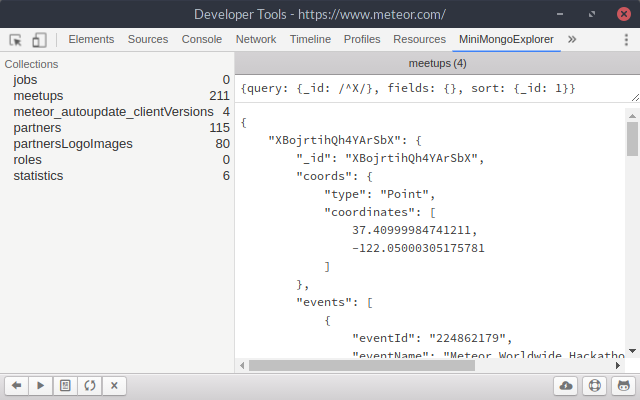 Developer Tools - https://www.meteor.com/
Elements Sources Console Network Timeline Profiles Resources MiniMongoExplorer »
Collections
jobs 0
meetups 211
meteor_autoupdate_clientVersions 4
partners 115
partnersLogoImages 80
roles 0
statistics 6
meetups (4)
{query: {_id: /^X/}, fields: {}, sort: {_id: 1}}
{
"XBojrtihQh4YArSbX": {
"_id": "XBojrtihQh4YArSbX",
"coords": {
"type": "Point",
"coordinates": [
37.40999984741211,
-122.05000305175781
]
},
"events": [
{
"eventId": "224862179",
"eventName": "Meteor Worldwide Hackatho